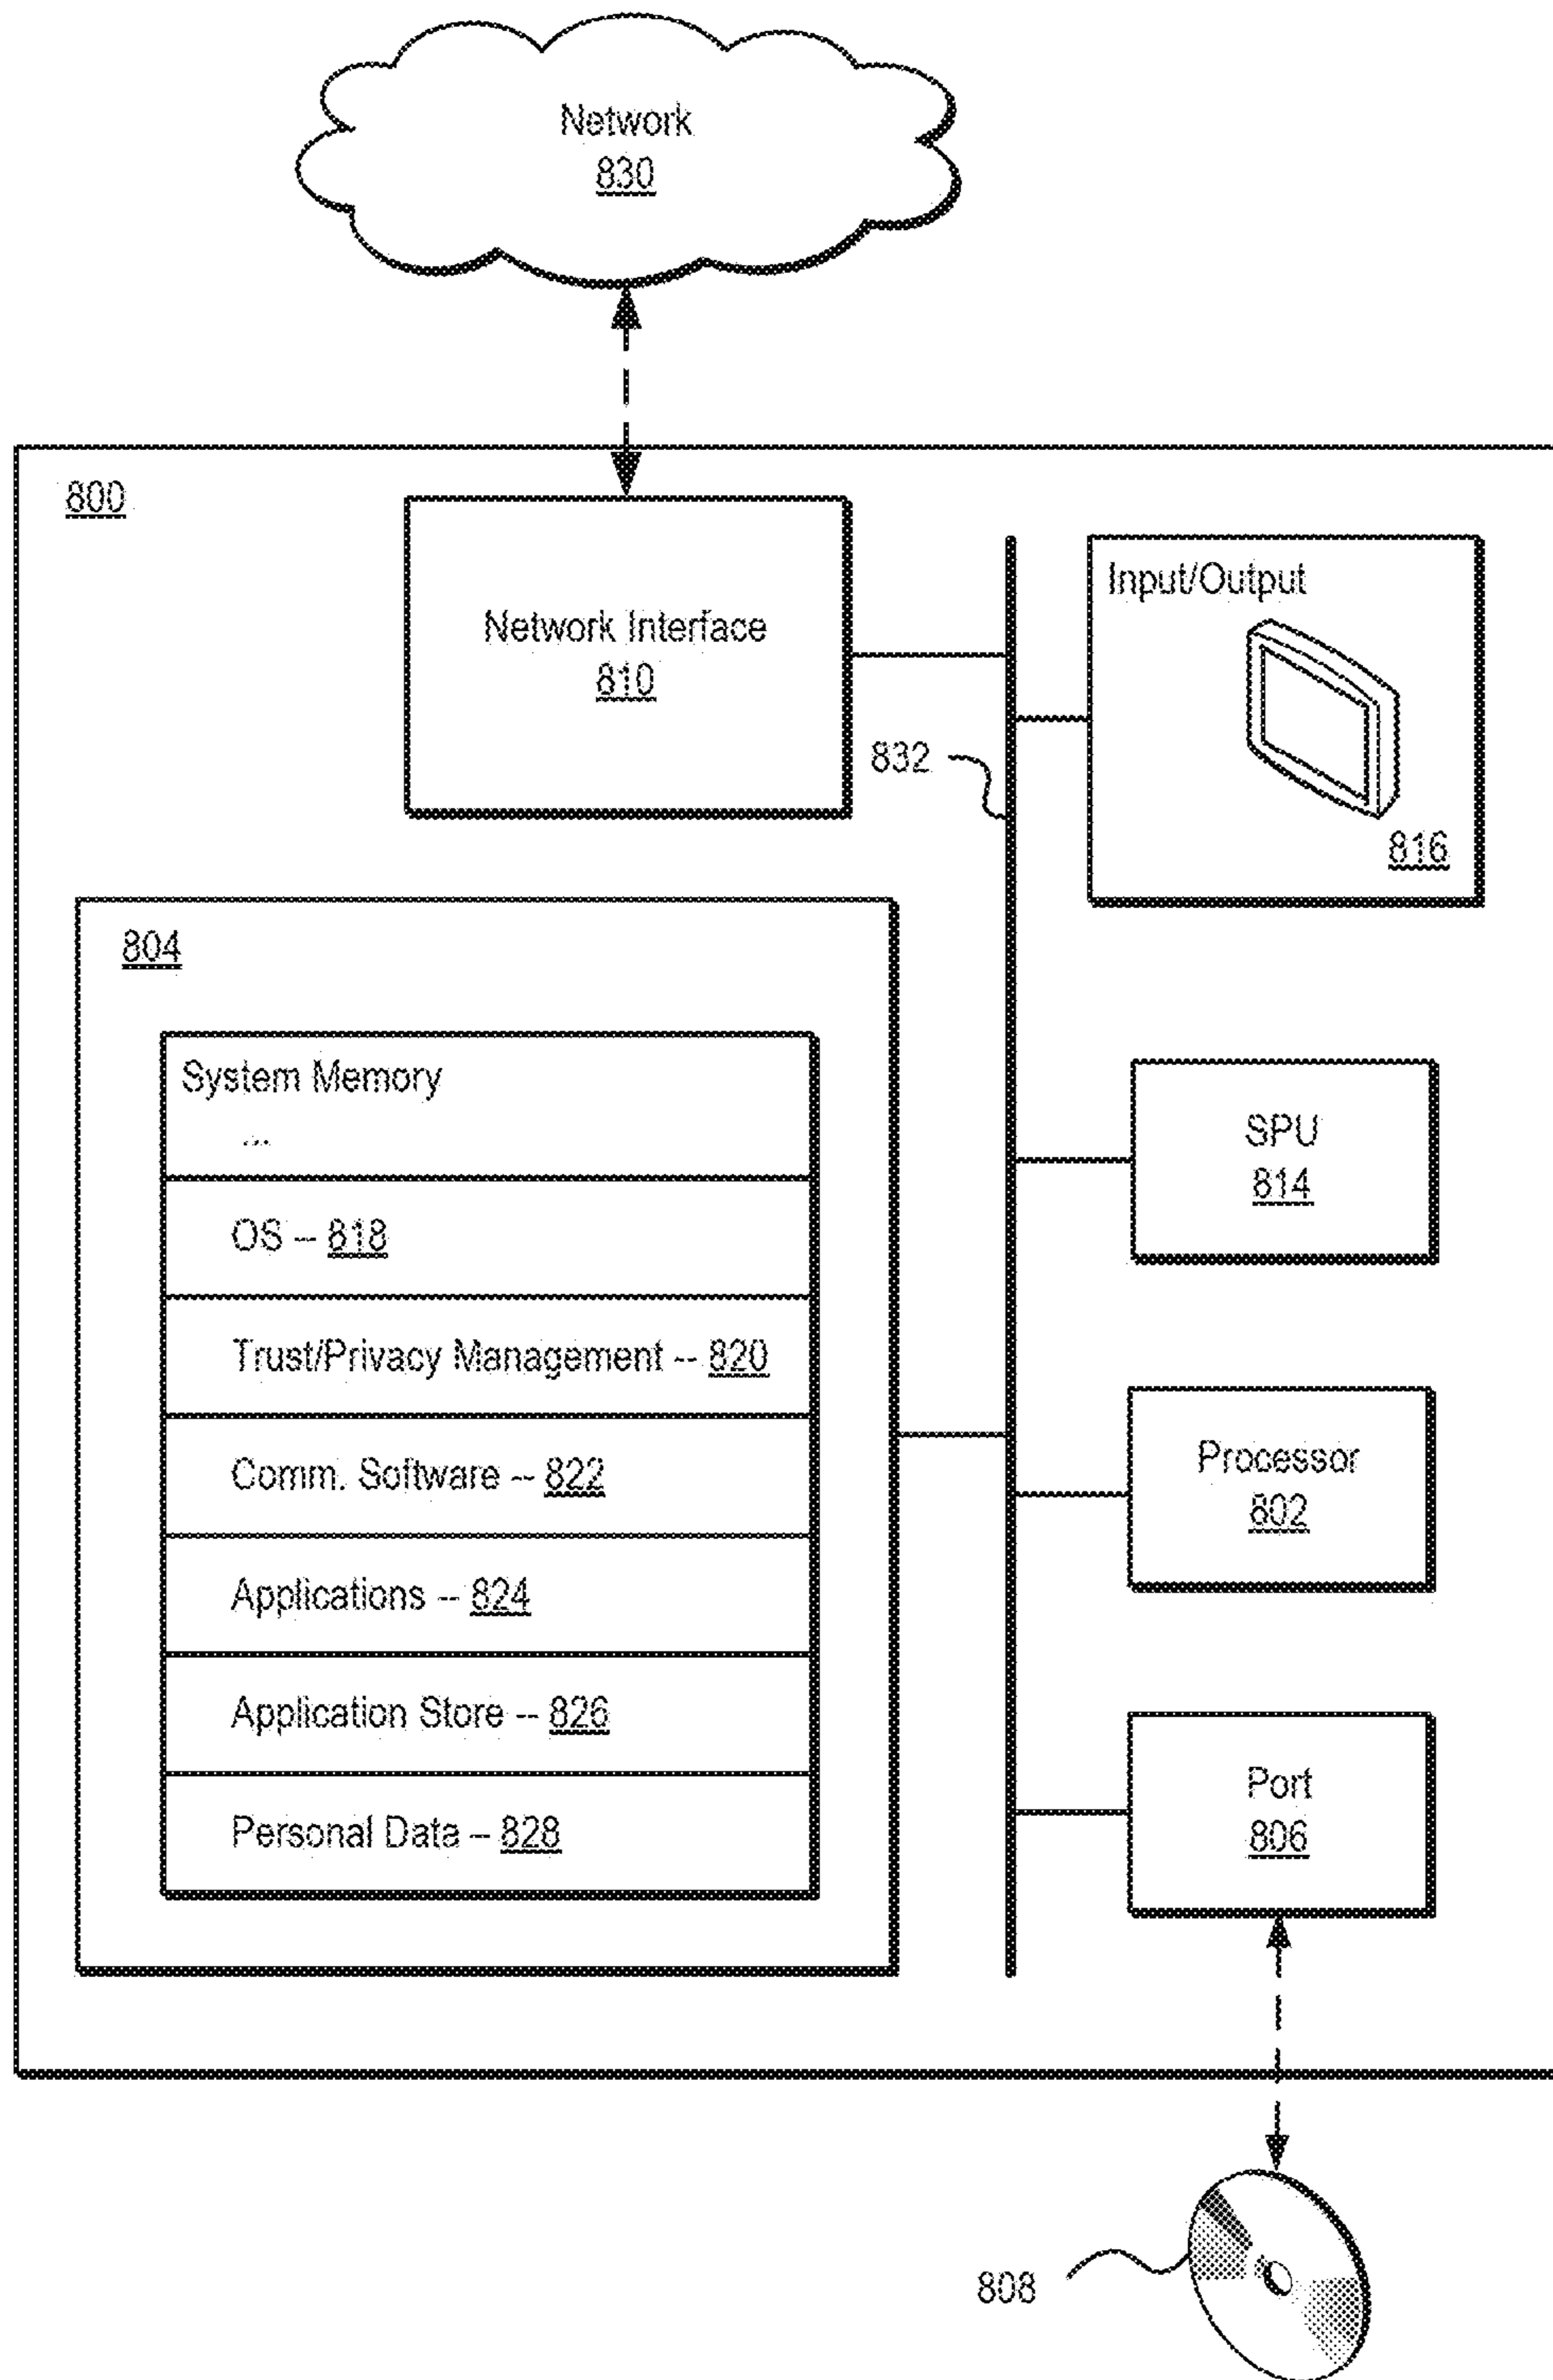 Network
830
800
Network Interface
810
Input/Output
832
816
804
System Memory
...
OS -- 818
Trust/Privacy Management -- 820
Comm. Software -- 822
Applications -- 824
Application Store -- 826
Personal Data -- 828
SPU
814
Processor
802
Port
806
808